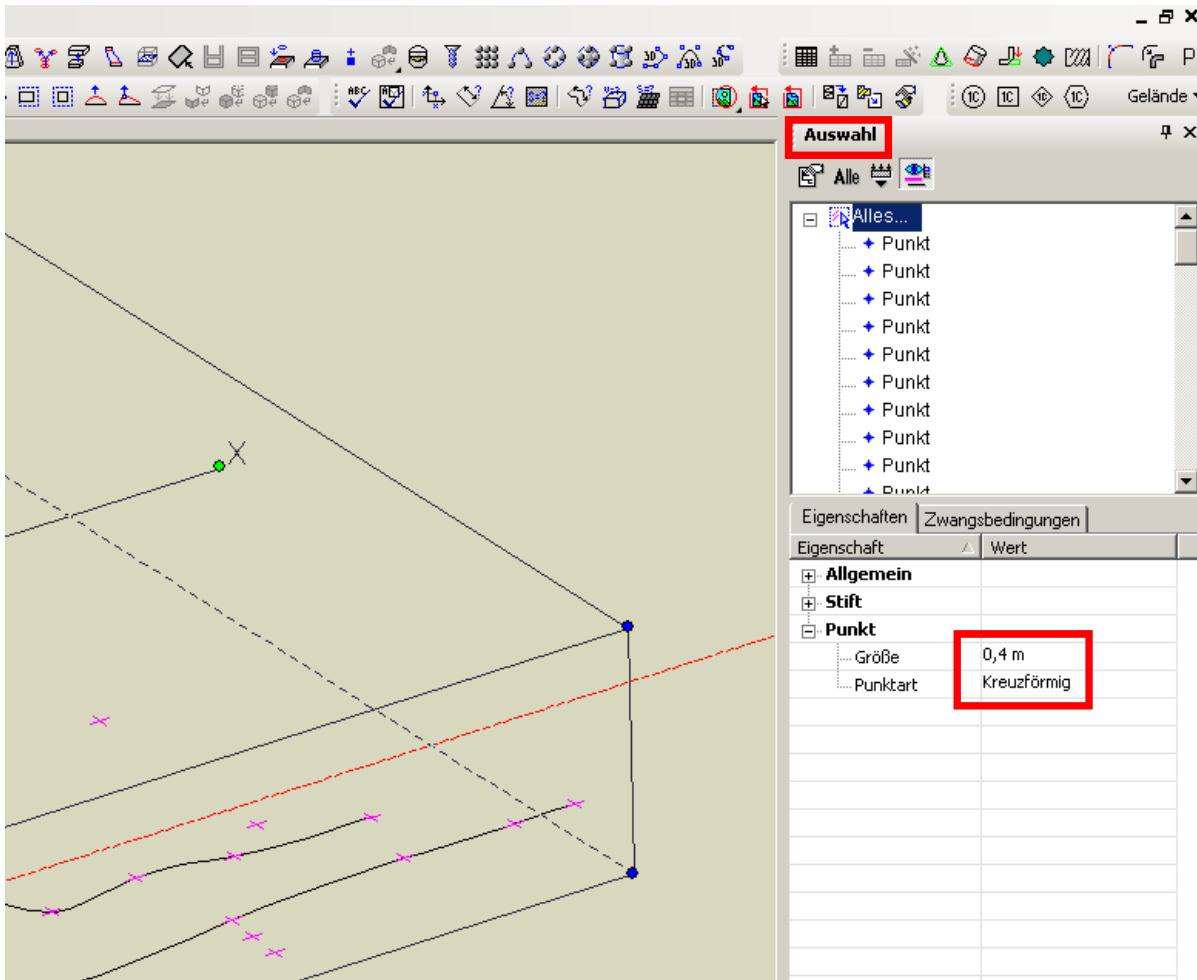 Gelände
Auswahl
Alle
Alles...
Punkt
Punkt
Punkt
Punkt
Punkt
Punkt
Punkt
Punkt
Punkt
Punkt
Eigenschaften Zwangsbedingungen
Eigenschaft Wert
Allgemein
Stift
Punkt
Größe 0,4 m
Punktart Kreuzförmig
X